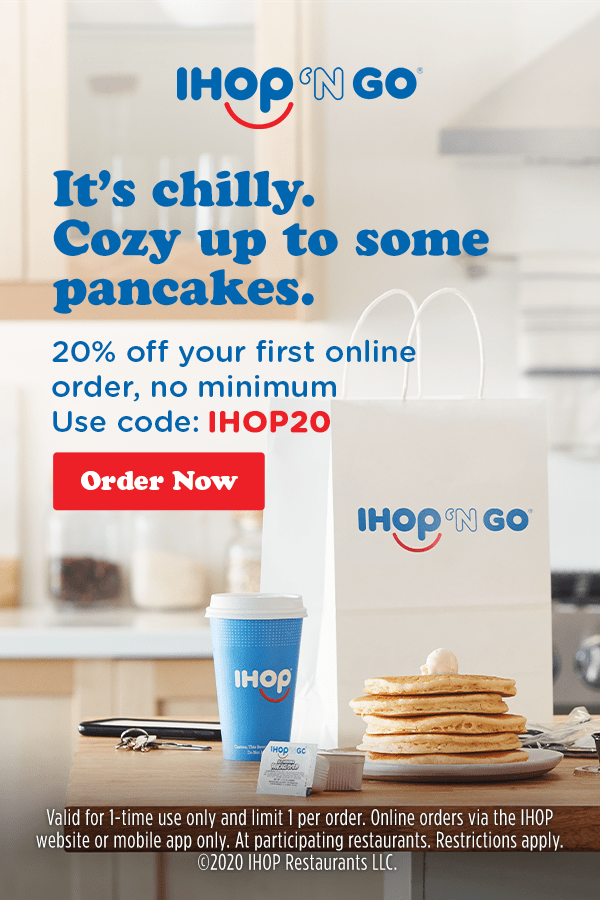 IHOP 'N GO®
It's chilly.
Cozy up to some
pancakes.
20% off your first online
order, no minimum
Use code: IHOP20
Order Now
IHOP 'N GO®
IHOP
IHOP 'N GO
Valid for 1-time use only and limit 1 per order. Online orders via the IHOP
website or mobile app only. At participating restaurants. Restrictions apply.
©2020 IHOP Restaurants LLC.